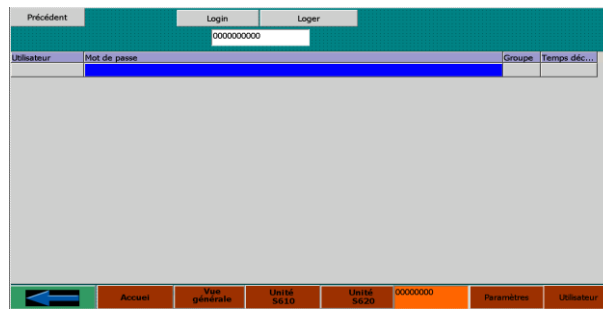 Précédent Login Loger
0000000000
Utilisateur Mot de passe Groupe Temps déc...
Accueil Vue générale Unité S610 Unité S620 00000000 Paramètres Utilisateur